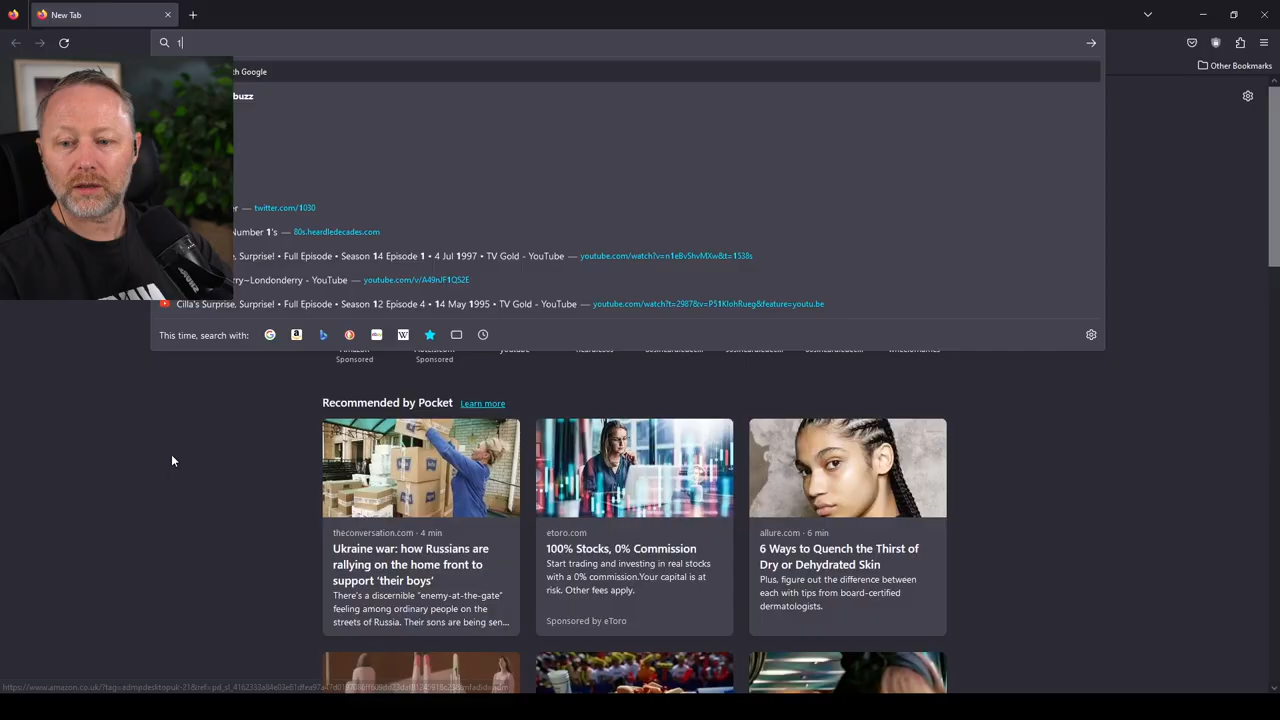 New Tab
1
ch Google
Other Bookmarks
buzz
er — twitter.com/1030
Number 1's — 80s.heardledecades.com
e, Surprise! • Full Episode • Season 14 Episode 1 • 4 Jul 1997 • TV Gold - YouTube — youtube.com/watch?v=n1eBvShvMXw&t=1538s
rry~Londonderry - YouTube — youtube.com/v/A49nJF1QS2E
Cilla's Surprise, Surprise! • Full Episode • Season 12 Episode 4 • 14 May 1995 • TV Gold - YouTube — youtube.com/watch?t=2987&v=P51KlohRueg&feature=youtu.be
This time, search with:
Sponsored
Sponsored
Recommended by Pocket Learn more
theconversation.com · 4 min
Ukraine war: how Russians are
rallying on the home front to
support 'their boys'
There's a discernible "enemy-at-the-gate"
feeling among ordinary people on the
streets of Russia. Their sons are being sen...
etoro.com
100% Stocks, 0% Commission
Start trading and investing in real stocks
with a 0% commission.Your capital is at
risk. Other fees apply.
Sponsored by eToro
allure.com · 6 min
6 Ways to Quench the Thirst of
Dry or Dehydrated Skin
Plus, figure out the difference between
each with tips from board-certified
dermatologists.